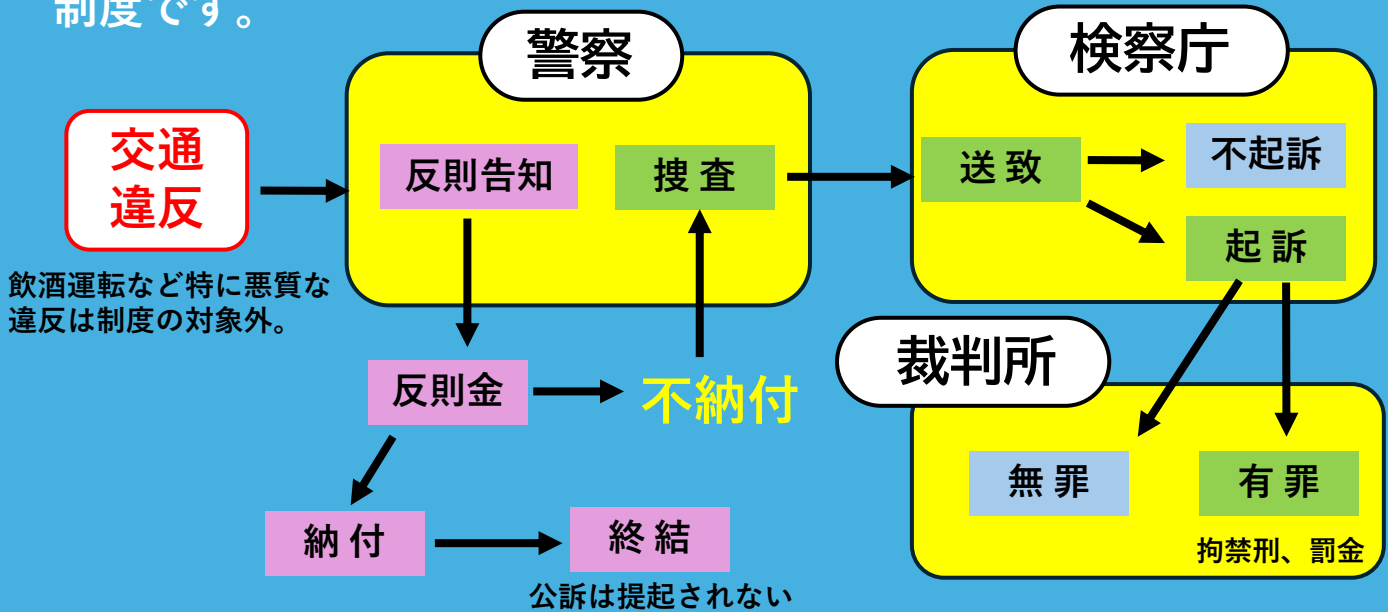 制度です。
警察
検察庁
交通
違反
反則告知
捜 査
送 致
不起訴
起 訴
飲酒運転など特に悪質な
違反は制度の対象外。
裁判所
反則金
不納付
無 罪
有 罪
納 付
終 結
拘禁刑、罰金
公訴は提起されない